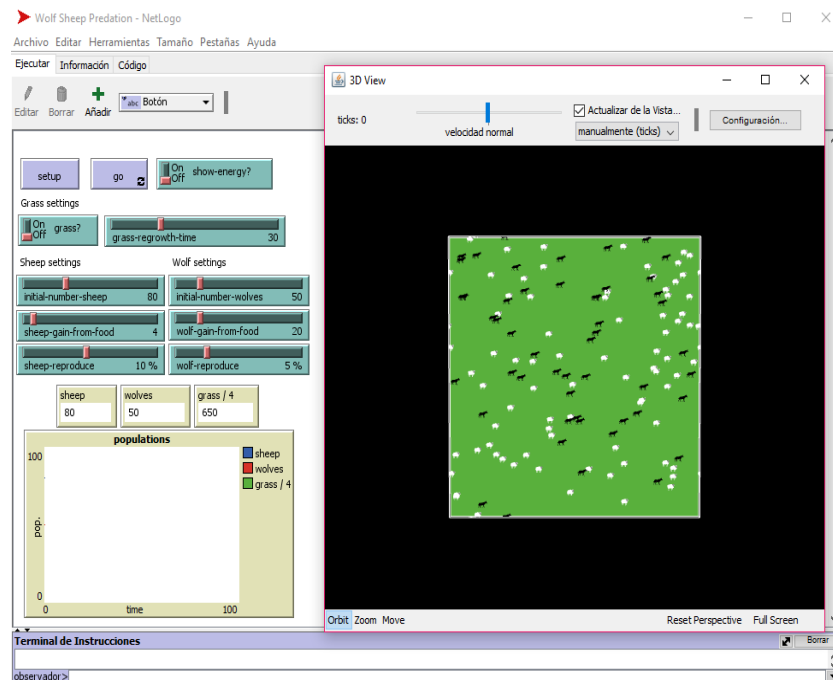 Wolf Sheep Predation - NetLogo
Archivo Editar Herramientas Tamaño Pestañas Ayuda
Ejecutar Información Código
Editar Borrar Añadir abc Botón
setup
go
On
Off
show-energy?
Grass settings
On
Off
grass?
grass-regrowth-time 30
Sheep settings
Wolf settings
initial-number-sheep 80
initial-number-wolves 50
sheep-gain-from-food 4
wolf-gain-from-food 20
sheep-reproduce 10 %
wolf-reproduce 5 %
sheep
80
wolves
50
grass / 4
650
populations
100
pop.
0
0 time 100
sheep
wolves
grass / 4
3D View
ticks: 0
velocidad normal
Actualizar de la Vista...
manualmente (ticks)
Configuración...
Orbit Zoom Move
Reset Perspective Full Screen
Terminal de Instrucciones
Borrar
observador>